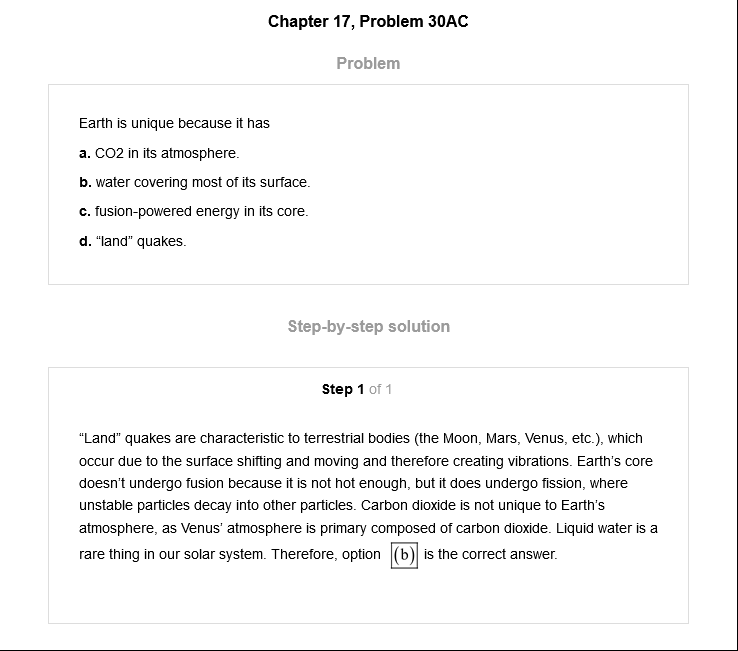 Chapter 17, Problem 30AC
Problem
Earth is unique because it has
a. CO2 in its atmosphere.
b. water covering most of its surface.
c. fusion-powered energy in its core.
d. “land” quakes.
Step-by-step solution
Step 1 of 1
“Land” quakes are characteristic to terrestrial bodies (the Moon, Mars, Venus, etc.), which
occur due to the surface shifting and moving and therefore creating vibrations. Earth’s core
doesn’t undergo fusion because it is not hot enough, but it does undergo fission, where
unstable particles decay into other particles. Carbon dioxide is not unique to Earth’s
atmosphere, as Venus’ atmosphere is primary composed of carbon dioxide. Liquid water is a
rare thing in our solar system. Therefore, option (b) is the correct answer.